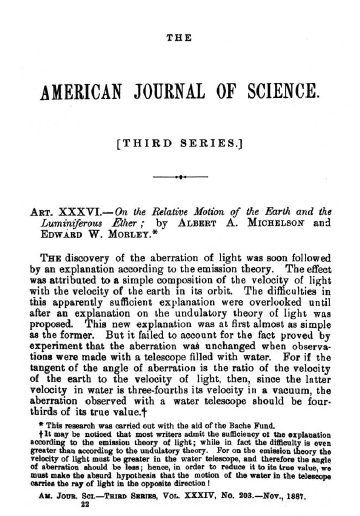 THE
AMERICAN JOURNAL OF SCIENCE.
[THIRD SERIES.]
ART. XXXVI.—On the Relative Motion of the Earth and the
Luminiferous Ether; by ALBERT A. MICHELSON and
EDWARD W. MORLEY.*
THE discovery of the aberration of light was soon followed
by an explanation according to the emission theory. The effect
was attributed to a simple composition of the velocity of light
with the velocity of the earth in its orbit. The difficulties in
this apparently sufficient explanation were overlooked until
after an explanation on the undulatory theory of light was
proposed. This new explanation was at first almost as simple
as the former. But it failed to account for the fact proved by
experiment that the aberration was unchanged when observa-
tions were made with a telescope filled with water. For if the
tangent of the angle of aberration is the ratio of the velocity
of the earth to the velocity of light, then, since the latter
velocity in water is three-fourths its velocity in a vacuum, the
aberration observed with a water telescope should be four-
thirds of its true value.†
* This research was carried out with the aid of the Bache Fund.
† It may be noticed that most writers admit the sufficiency of the explanation
according to the emission theory of light; while in fact the difficulty is even
greater than according to the undulatory theory. For on the emission theory the
velocity of light must be greater in the water telescope, and therefore the angle
of aberration should be less; hence, in order to reduce it to its true value, we
must make the absurd hypothesis that the motion of the water in the telescope
carries the ray of light in the opposite direction!
AM. JOUR. SCI.—THIRD SERIES, VOL. XXXIV, NO. 203.—NOV., 1887.
22